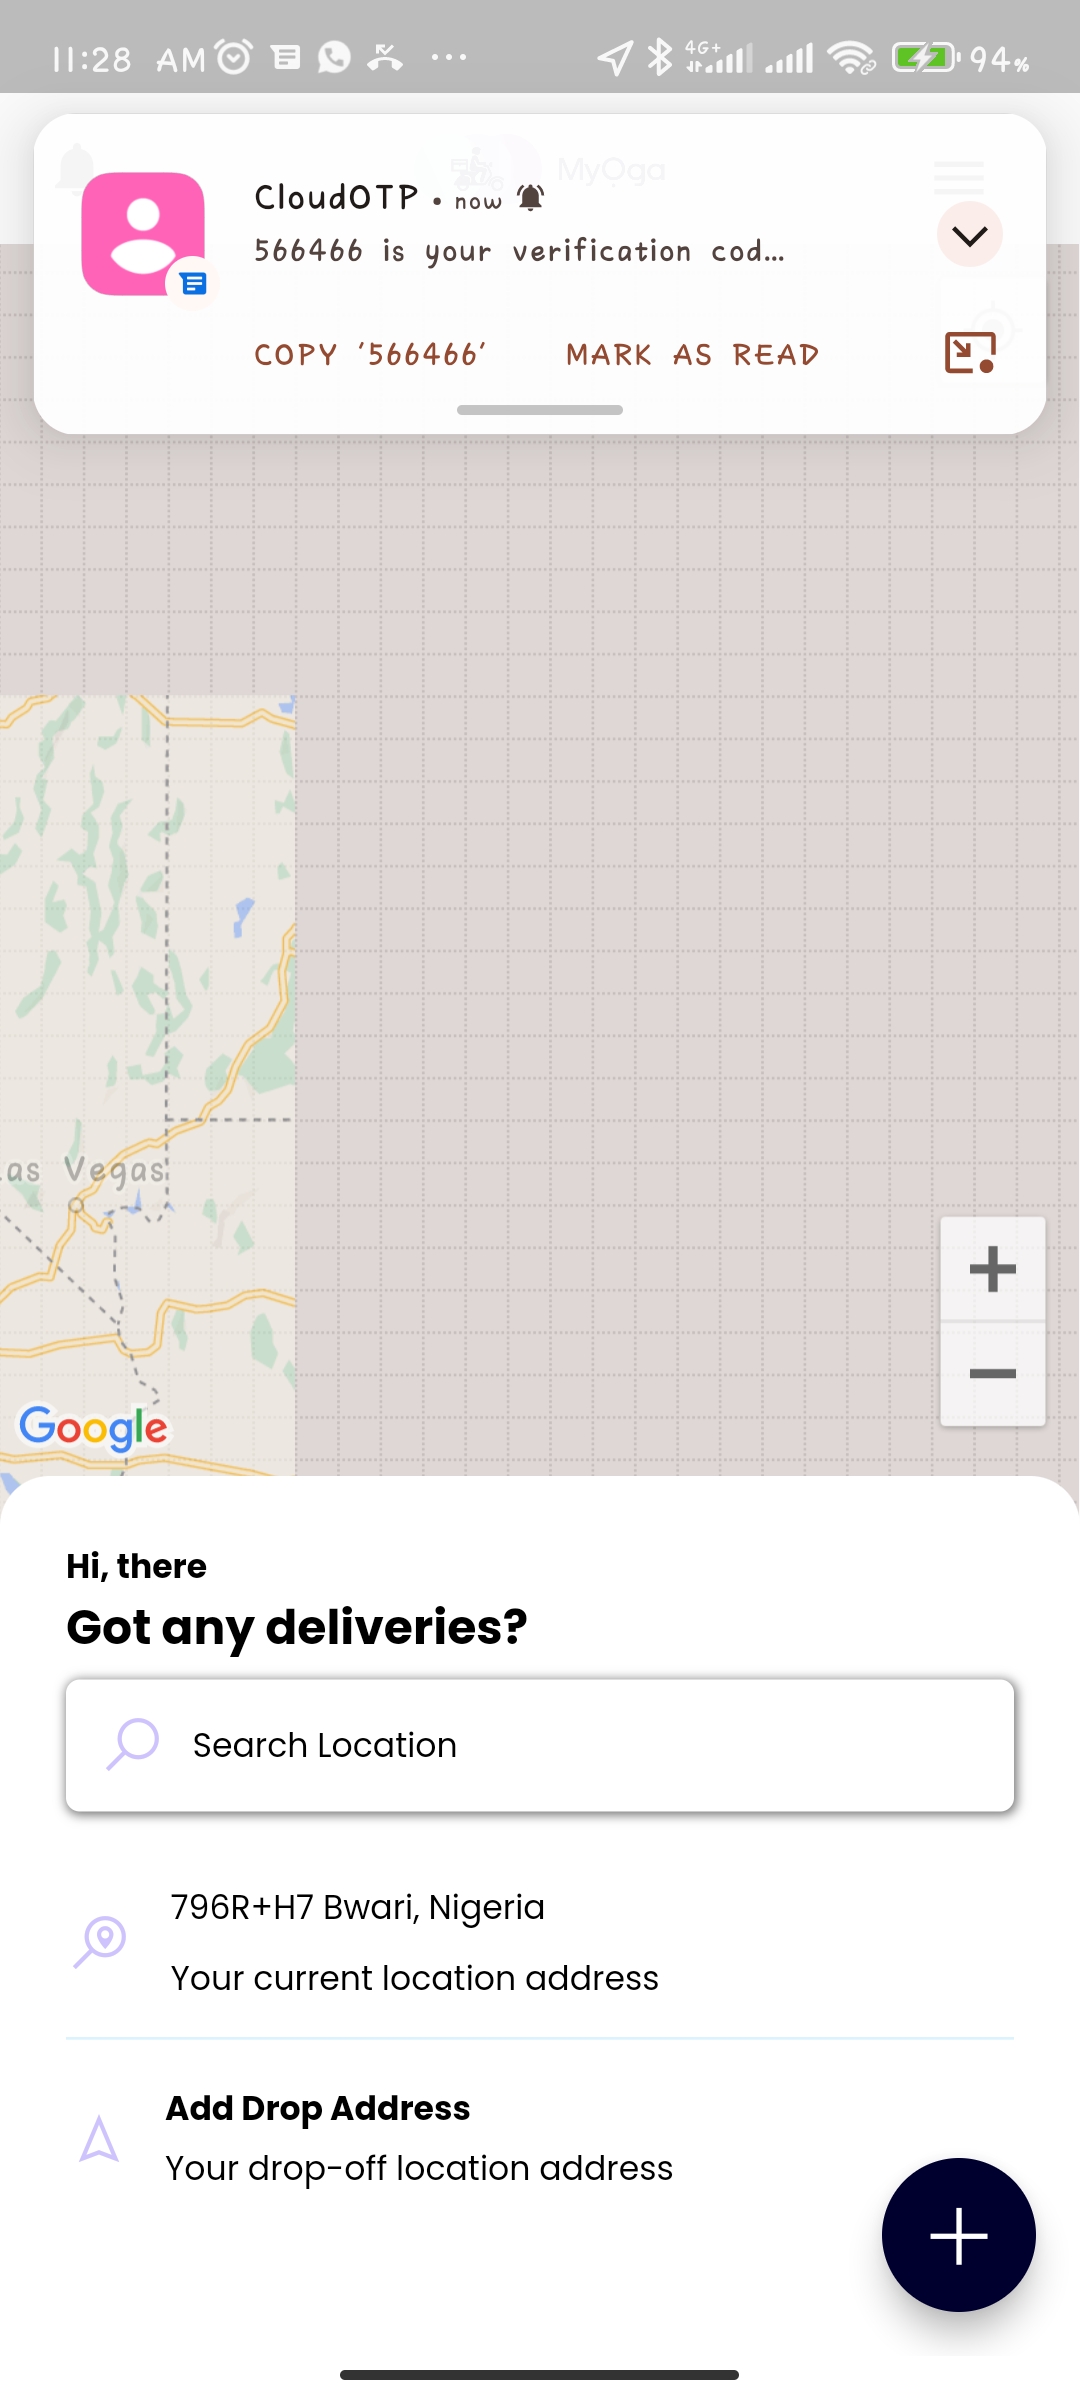 11:28 AM 4G+ 94%
MyOga
CloudOTP • now
566466 is your verification cod...
COPY '566466' MARK AS READ
as Vegas
Google
Hi, there
Got any deliveries?
Search Location
796R+H7 Bwari, Nigeria
Your current location address
Add Drop Address
Your drop-off location address